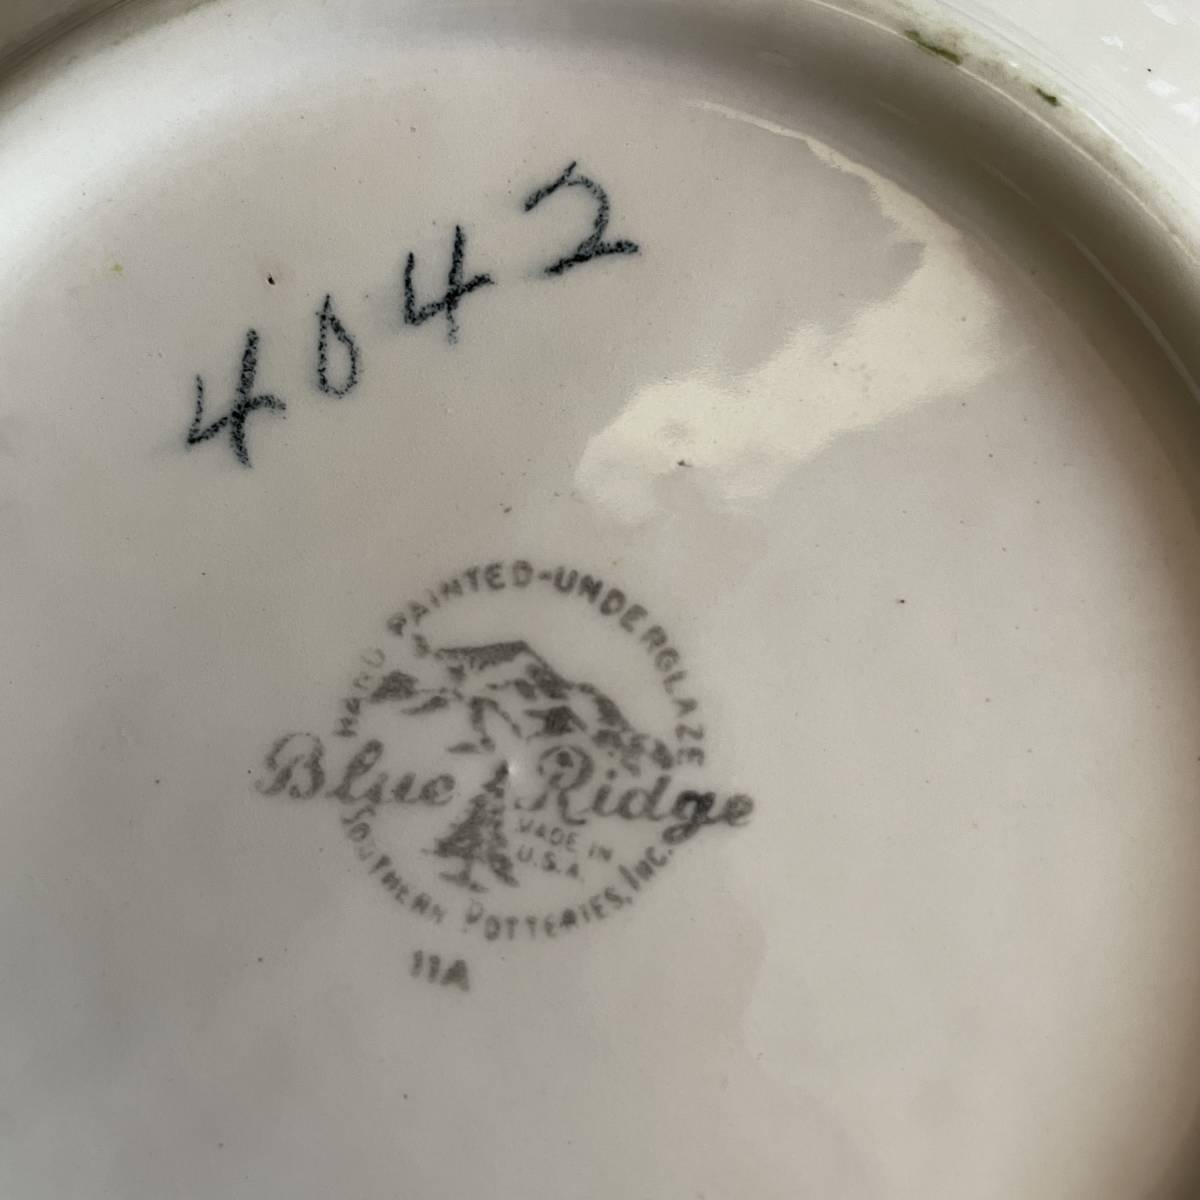 4042
HAND PAINTED-UNDERGLAZE
Blue Ridge
MADE IN
U.S.A
SOUTHERN POTTERIES, INC.
11A